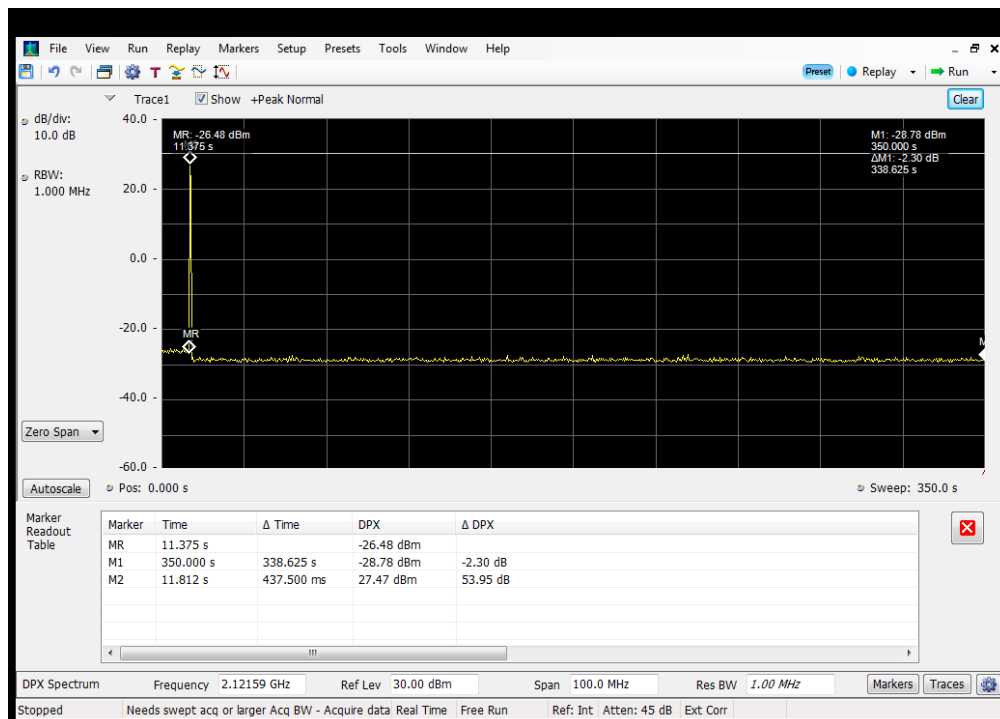 File View Run Replay Markers Setup Presets Tools Window Help
T Preset Replay Run
Trace1 Show +Peak Normal Clear
dB/div:
10.0 dB
RBW:
1.000 MHz
40.0
20.0
0.0
-20.0
-40.0
-60.0
MR: -26.48 dBm
11.375 s
M1: -28.78 dBm
350.000 s
ΔM1: -2.30 dB
338.625 s
MR
M
Zero Span
Autoscale Pos: 0.000 s Sweep: 350.0 s
Marker
Readout
Table
Marker Time Δ Time DPX Δ DPX
MR 11.375 s -26.48 dBm
M1 350.000 s 338.625 s -28.78 dBm -2.30 dB
M2 11.812 s 437.500 ms 27.47 dBm 53.95 dB
DPX Spectrum Frequency 2.12159 GHz Ref Lev 30.00 dBm Span 100.0 MHz Res BW 1.00 MHz Markers Traces
Stopped Needs swept acq or larger Acq BW - Acquire data Real Time Free Run Ref: Int Atten: 45 dB Ext Corr